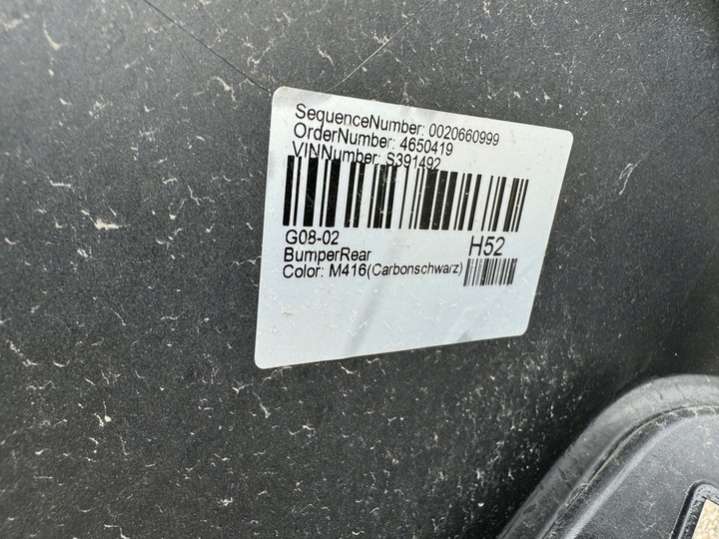 SequenceNumber: 0020660999
OrderNumber: 4650419
VINNumber: S391492
G08-02
H52
BumperRear
Color: M416(Carbonschwarz)